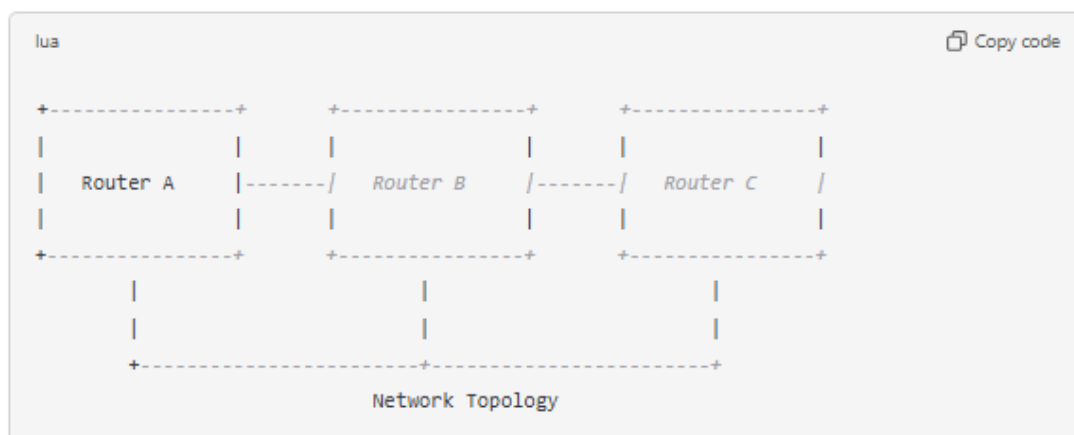 lua Copy code
+----------------+       +----------------+       +----------------+
|                |       |                |       |                |
|   Router A     |-------|   Router B     |-------|   Router C     |
|                |       |                |       |                |
+----------------+       +----------------+       +----------------+
        |                        |                        |
        |                        |                        |
        +------------------------+------------------------+
                            Network Topology